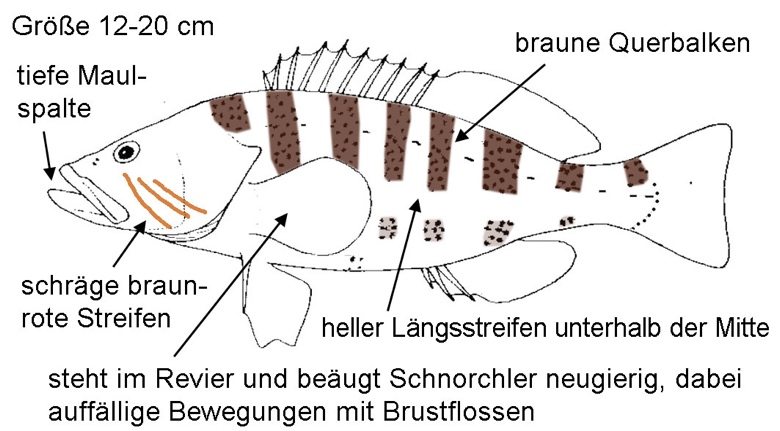 Größe 12-20 cm
braune Querbalken
tiefe Maul-
spalte
schräge braun-
rote Streifen
heller Längsstreifen unterhalb der Mitte
steht im Revier und beäugt Schnorchler neugierig, dabei
auffällige Bewegungen mit Brustflossen